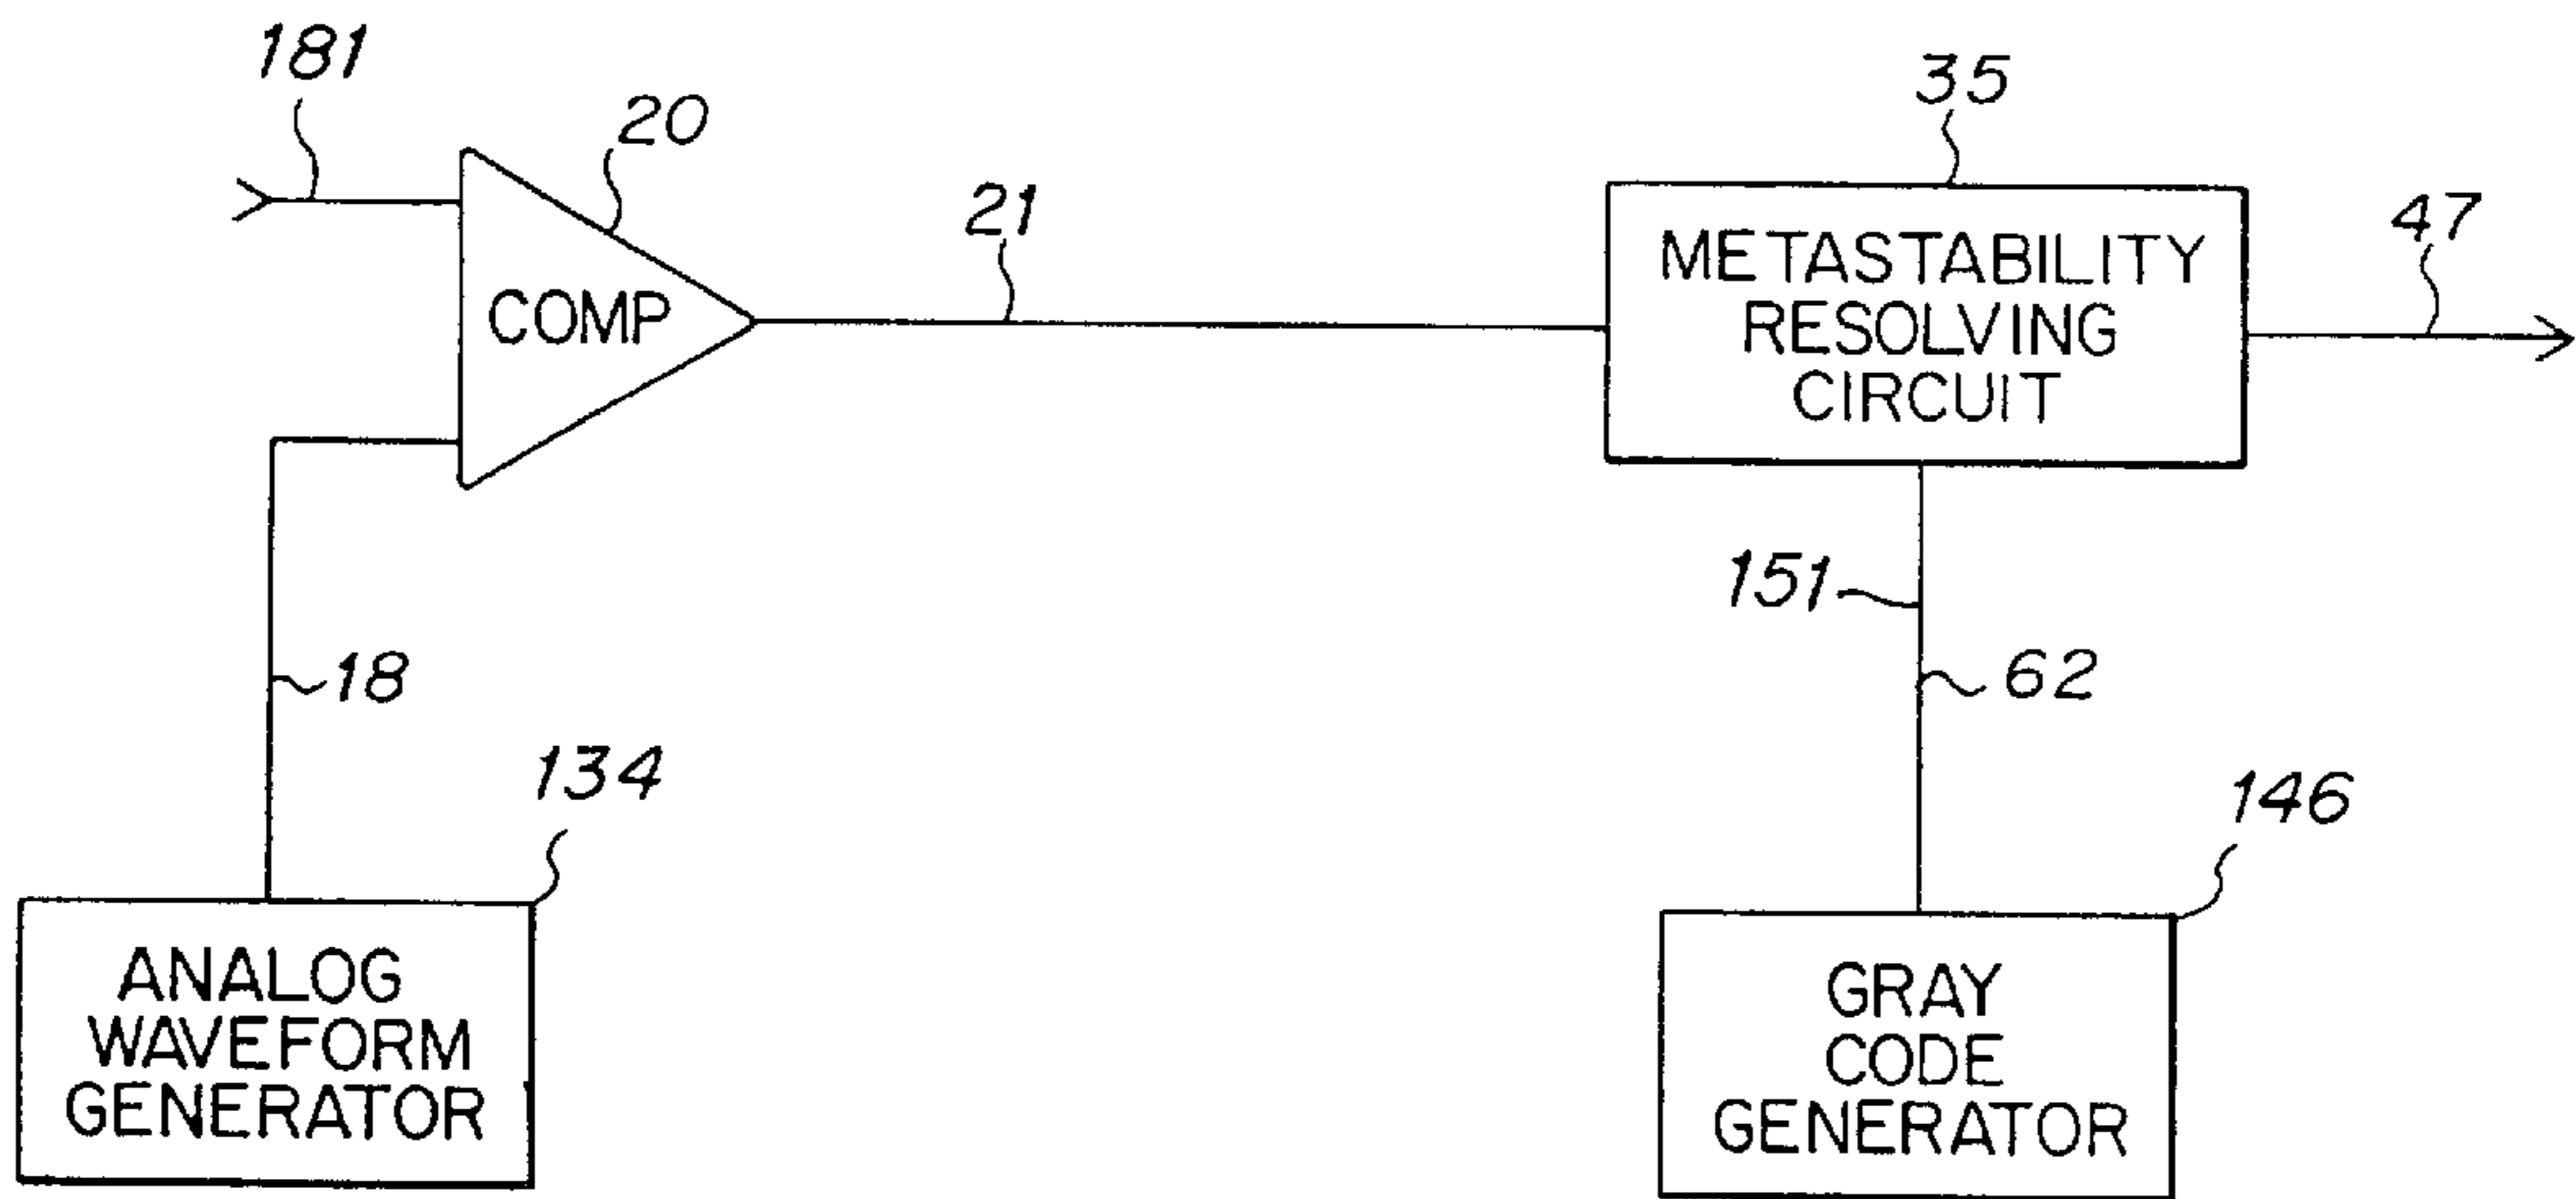 181
20
35
21
47
COMP
METASTABILITY
RESOLVING
CIRCUIT
151
18
62
134
146
ANALOG
WAVEFORM
GENERATOR
GRAY
CODE
GENERATOR